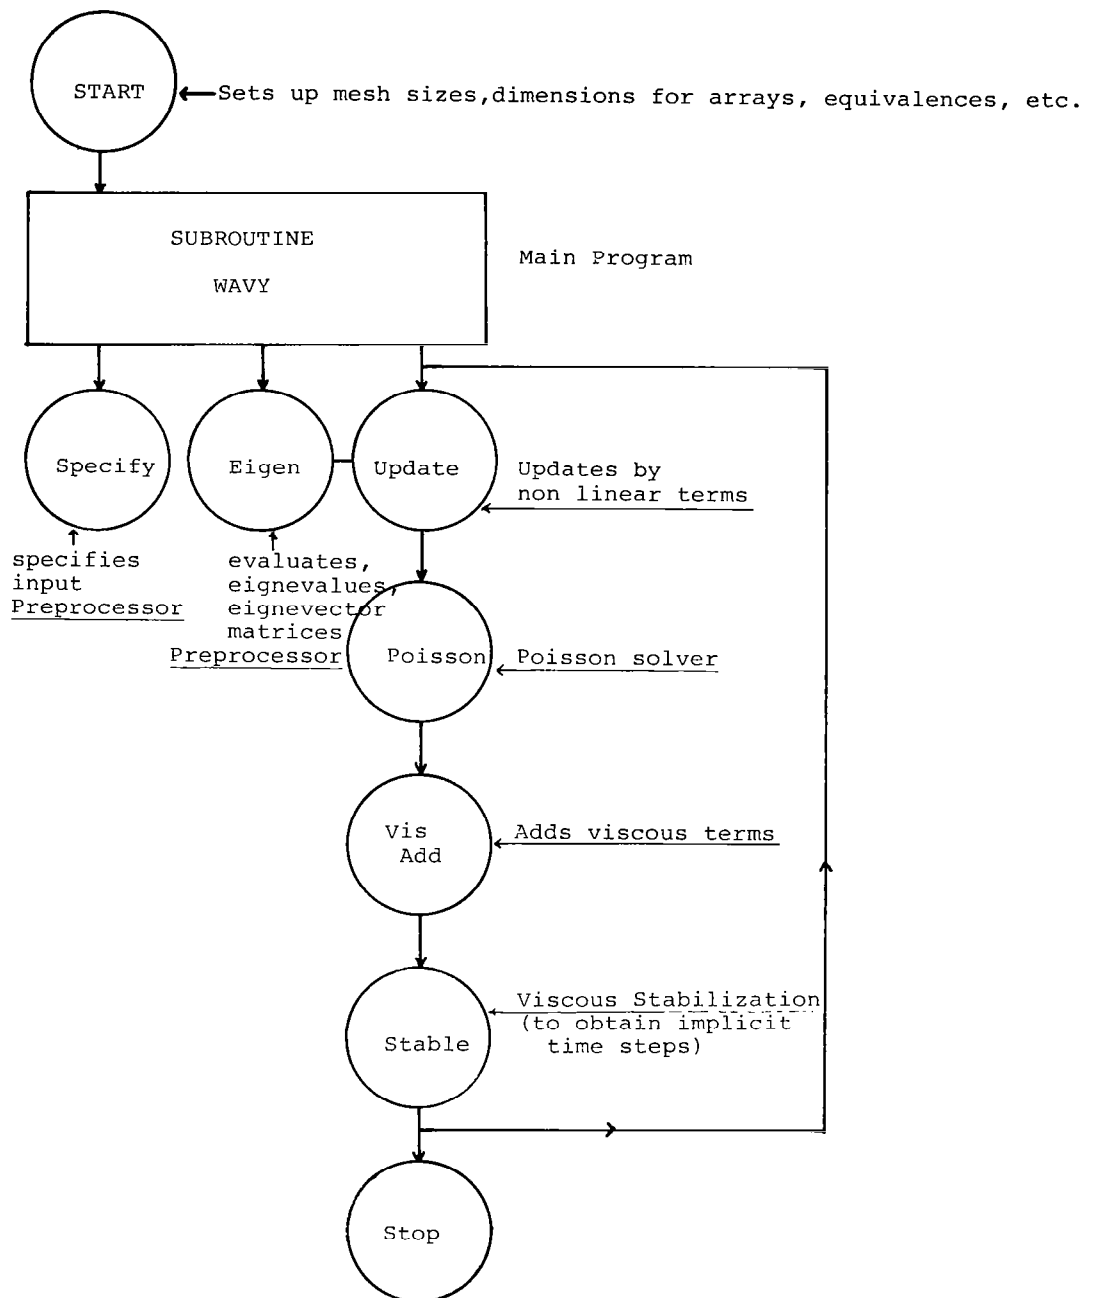 START
Sets up mesh sizes,dimensions for arrays, equivalences, etc.
SUBROUTINE
WAVY
Main Program
Specify
Eigen
Update
Updates by
non linear terms
specifies
input
Preprocessor
evaluates,
eignevalues,
eignevector
matrices
Preprocessor
Poisson
Poisson solver
Vis
Add
Adds viscous terms
Stable
Viscous Stabilization
(to obtain implicit
time steps)
Stop